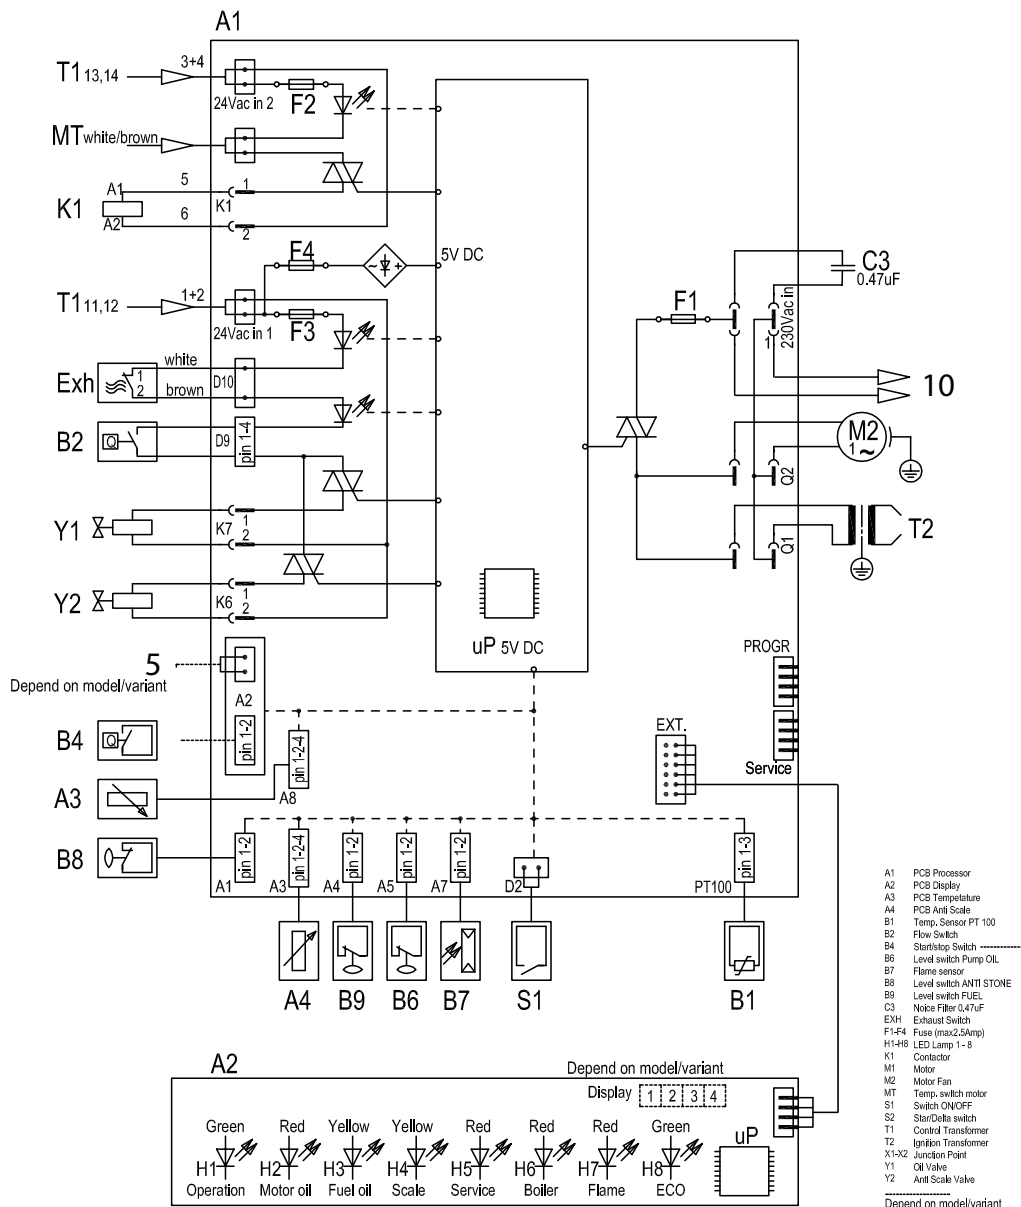 A1
T1 13,14
3+4
24Vac in 2
F2
MT white/brown
K1
A1
A2
5
6
K1
1
2
F4
5V DC
T1 11,12
1+2
24Vac in 1
F3
F1
C3
0.47uF
230Vac in
1
10
Exh
1
2
white
brown
D10
B2
Q
D9
pin 1-4
M2
1~
Q2
Y1
K7
1
2
T2
Q1
Y2
K6
1
2
uP 5V DC
5
Depend on model/variant
A2
pin 1-2
PROGR
B4
Q
pin 1-2-4
A8
EXT.
Service
A3
B8
pin 1-2
A1
pin 1-2-4
A3
pin 1-2
A4
pin 1-2
A5
pin 1-2
A7
D2
pin 1-3
PT100
A4
B9
B6
B7
S1
B1
A1 PCB Processor
A2 PCB Display
A3 PCB Tempetature
A4 PCB Anti Scale
B1 Temp. Sensor PT 100
B2 Flow Switch
B4 Start/stop Switch ------------
B6 Level switch Pump OIL
B7 Flame sensor
B8 Level switch ANTI STONE
B9 Level switch FUEL
C3 Noice Filter 0,47uF
EXH Exhaust Switch
F1-F4 Fuse (max2.5Amp)
H1-H8 LED Lamp 1 - 8
K1 Contactor
M1 Motor
M2 Motor Fan
MT Temp. switch motor
S1 Switch ON/OFF
S2 Star/Delta switch
T1 Control Transformer
T2 Ignition Transformer
X1-X2 Junction Point
Y1 Oil Valve
Y2 Anti Scale Valve
--------------------
Depend on model/variant
A2
Depend on model/variant
Display 1 2 3 4
Green
Red
Yellow
Yellow
Red
Red
Red
Green
uP
H1
H2
H3
H4
H5
H6
H7
H8
Operation
Motor oil
Fuel oil
Scale
Service
Boiler
Flame
ECO